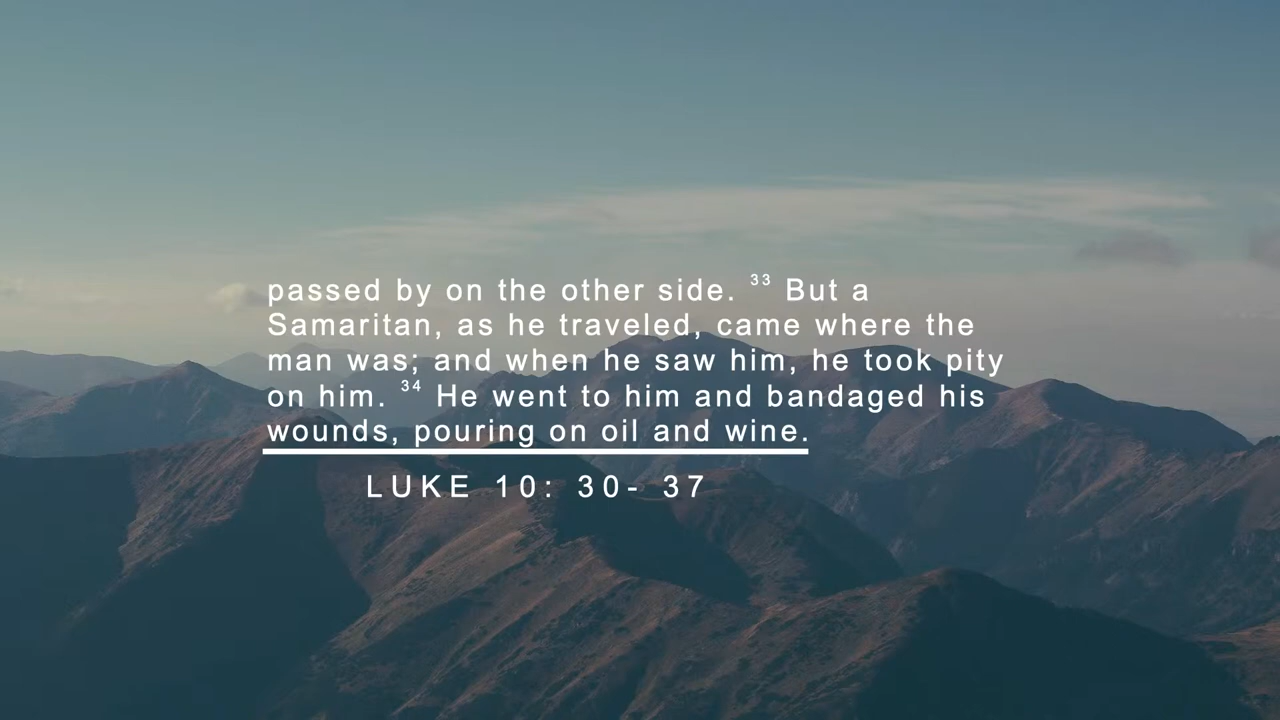 passed by on the other side. ³³ But a
Samaritan, as he traveled, came where the
man was; and when he saw him, he took pity
on him. ³⁴ He went to him and bandaged his
wounds, pouring on oil and wine.
LUKE 10: 30- 37